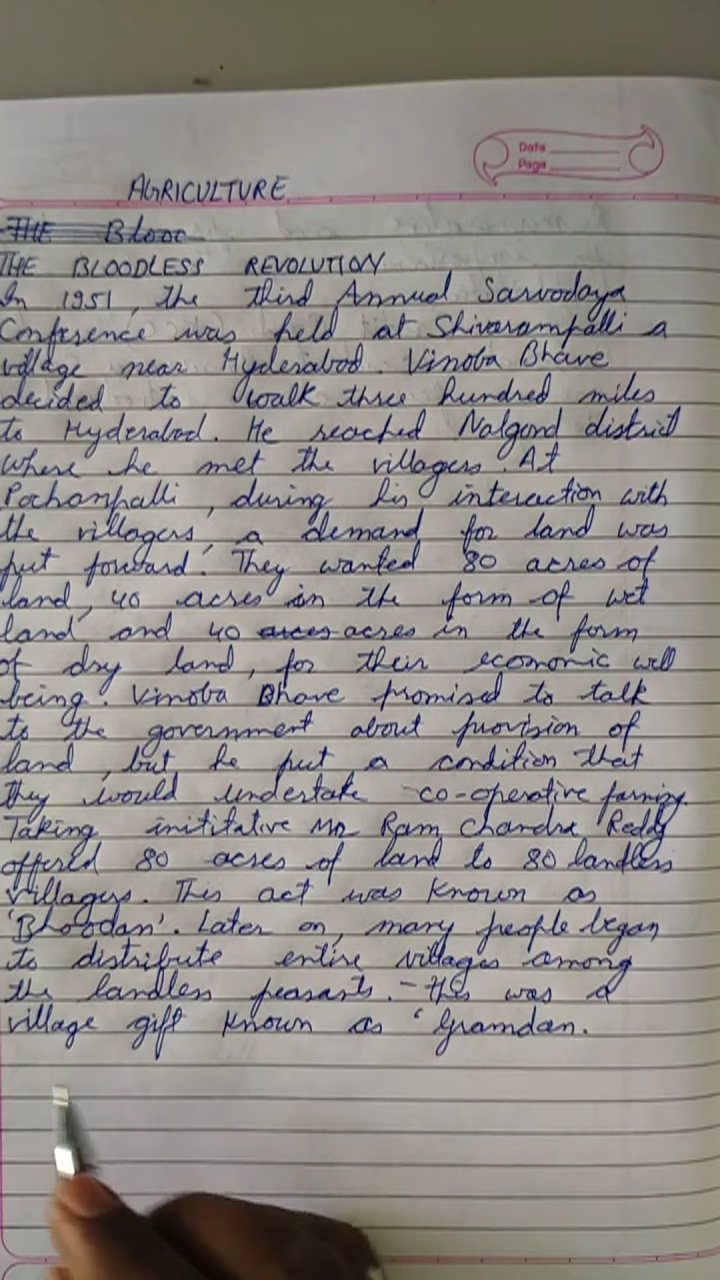 Date
Page
AGRICULTURE
THE Bloo
THE BLOODLESS REVOLUTION
In 1951, the third Annual Sarvodaya
Conference was held at Shivarampalli a
village near Hyderabad. Vinoba Bhave
decided to walk three hundred miles
to Hyderabad. He reached Nalgond district
where he met the villagers. At
Pochampalli, during his interaction with
the villagers, a demand for land was
put forward. They wanted 80 acres of
land, 40 acres in the form of wet
land and 40 acres acres in the form
of dry land, for their economic well
being. Vinoba Bhave promised to talk
to the government about provision of
land, but he put a condition that
they would undertake co-operative farming.
Taking inititative Mr Ram Chandra Reddy
offered 80 acres of land to 80 landless
villagers. This act was known as
'Bhoodan'. Later on, many people began
to distribute entire villages among
the landless peasants. - this was a
village gift known as 'Gramdan.